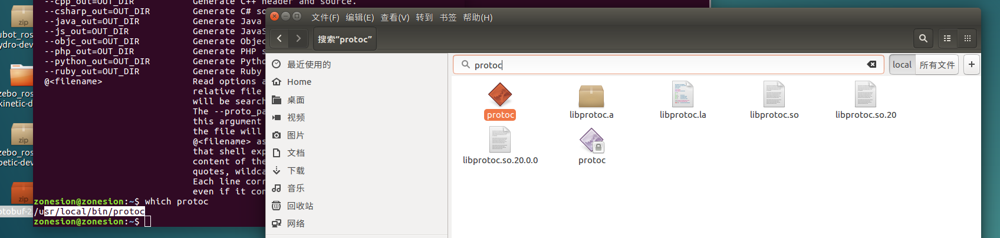 zip
ubot_ros
ydro-dev
zebo_ros
kinetic-d
zip
zebo_ros
petic-dev
zip
otobuf-2
--cpp_out=OUT_DIR Generate C++ header and source.
--csharp_out=OUT_DIR Generate C# so
--java_out=OUT_DIR Generate Java
--js_out=OUT_DIR Generate JavaS
--objc_out=OUT_DIR Generate Objec
--php_out=OUT_DIR Generate PHP s
--python_out=OUT_DIR Generate Pytho
--ruby_out=OUT_DIR Generate Ruby
@<filename> Read options a
relative file
will be search
The --proto_pa
this argument
the file will
@<filename> as
that shell exp
content of the
quotes, wildca
Each line corr
even if it con
zonesion@zonesion:~$ which protoc
/usr/local/bin/protoc
zonesion@zonesion:~$
文件(F) 编辑(E) 查看(V) 转到 书签 帮助(H)
搜索“protoc”
最近使用的
Home
桌面
视频
图片
文档
下载
音乐
回收站
网络
protoc
local 所有文件
protoc libprotoc.a libprotoc.la libprotoc.so libprotoc.so.20
libprotoc.so.20.0.0 protoc